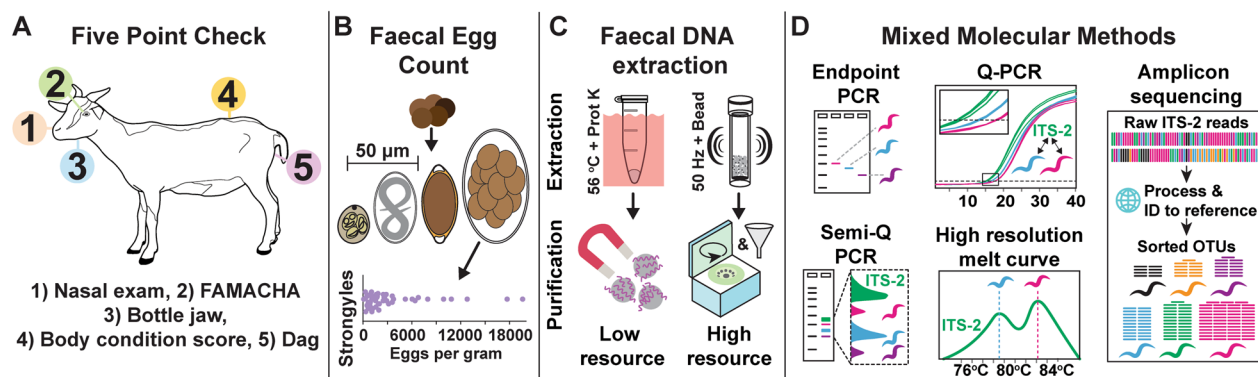 A
Five Point Check
2
4
1
3
5
1) Nasal exam, 2) FAMACHA
3) Bottle jaw,
4) Body condition score, 5) Dag
B
Faecal Egg
Count
50 µm
Strongyles
0
6000
12000
18000
Eggs per gram
C
Faecal DNA
extraction
Extraction
56 °C + Prot K
50 Hz + Bead
Purification
&
Low
resource
High
resource
D
Mixed Molecular Methods
Endpoint
PCR
Q-PCR
ITS-2
10
20
30
40
Semi-Q
PCR
ITS-2
High resolution
melt curve
ITS-2
76°C
80°C
84°C
Amplicon
sequencing
Raw ITS-2 reads
Process &
ID to reference
Sorted OTUs